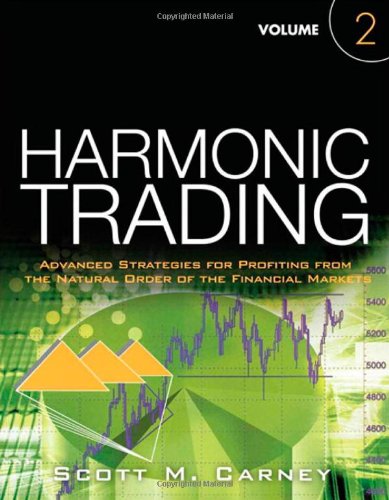 Copyrighted Material
VOLUME 2
HARMONIC
TRADING
ADVANCED STRATEGIES FOR PROFITING FROM
THE NATURAL ORDER OF THE FINANCIAL MARKETS
5600
5400
5200
5000
4800
4600
4400
SCOTT M. CARNEY
Copyrighted Material